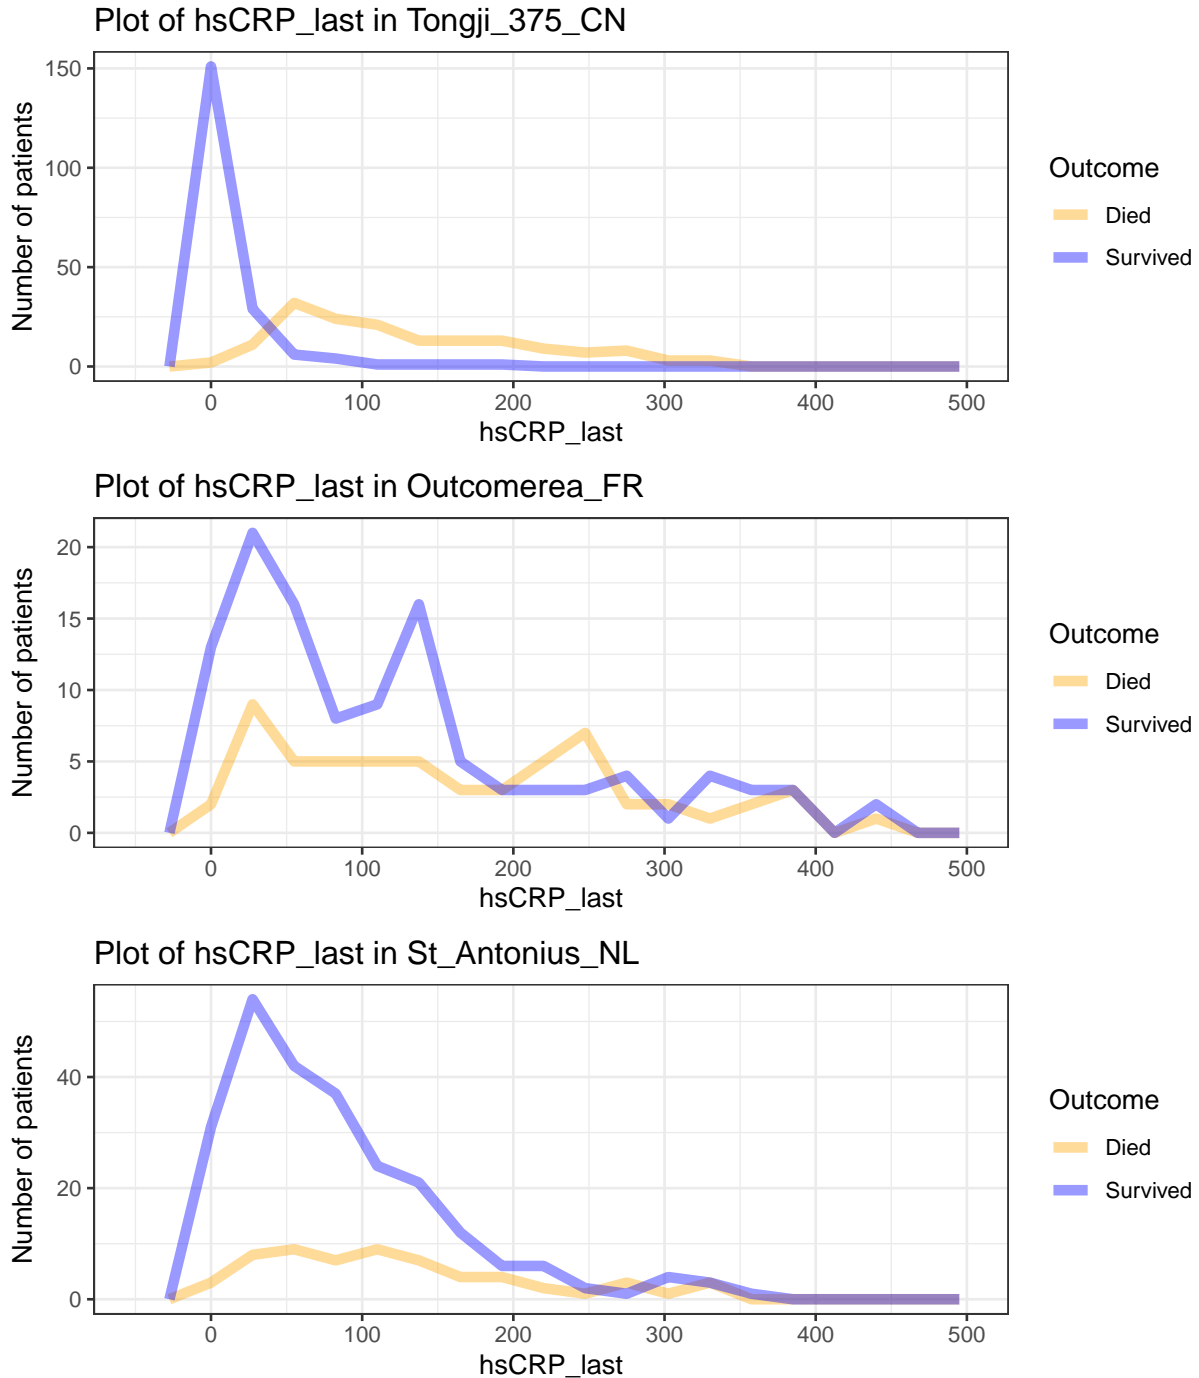 Plot of hsCRP_last in Tongji_375_CN
Number of patients
150
100
50
0
0 100 200 300 400 500
hsCRP_last
Outcome
Died
Survived
Plot of hsCRP_last in Outcomerea_FR
Number of patients
20
15
10
5
0
0 100 200 300 400 500
hsCRP_last
Outcome
Died
Survived
Plot of hsCRP_last in St_Antonius_NL
Number of patients
40
20
0
0 100 200 300 400 500
hsCRP_last
Outcome
Died
Survived